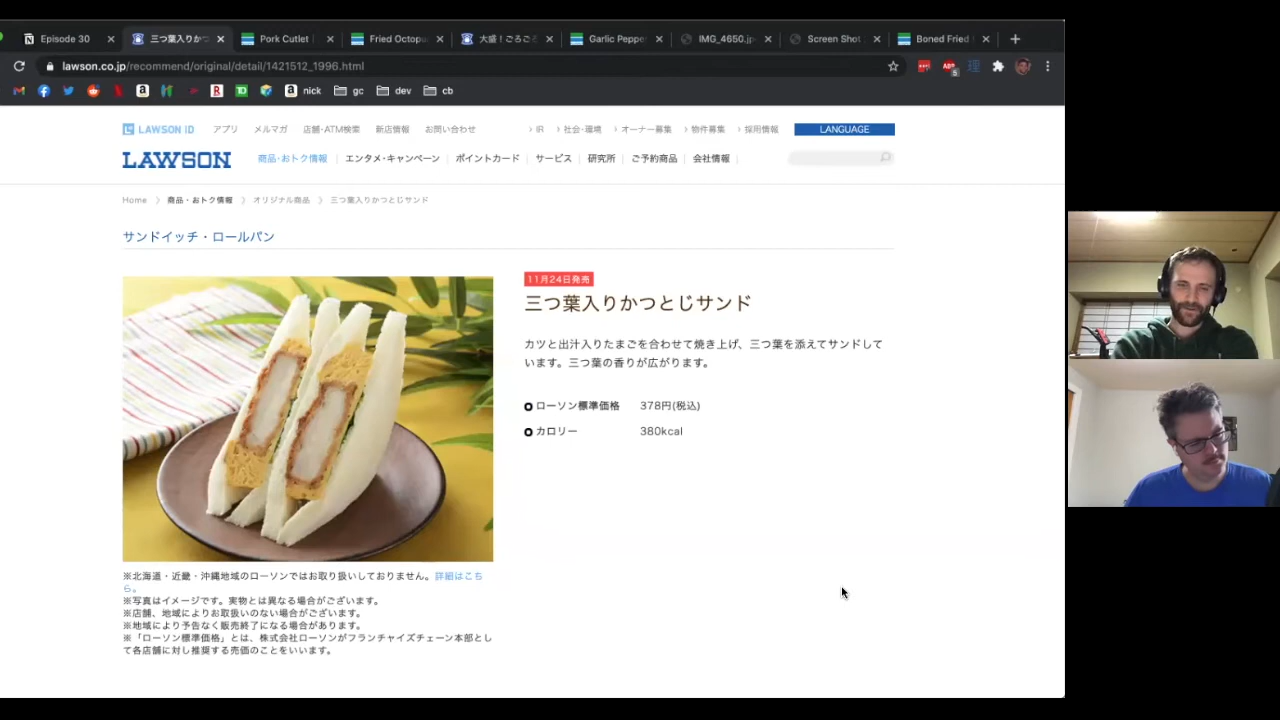 Episode 30
三つ葉入りかつ
Pork Cutlet
Fried Octopu
大盛！ごろごろ
Garlic Pepper
IMG_4650.jp
Screen Shot
Boned Fried
lawson.co.jp/recommend/original/detail/1421512_1996.html
nick
gc
dev
cb
LAWSON ID
アプリ
メルマガ
店舗・ATM検索
新店情報
お問い合わせ
IR
社会・環境
オーナー募集
物件募集
採用情報
LANGUAGE
LAWSON
商品・おトク情報
エンタメ・キャンペーン
ポイントカード
サービス
研究所
ご予約商品
会社情報
Home 〉 商品・おトク情報 〉 オリジナル商品 〉 三つ葉入りかつとじサンド
サンドイッチ・ロールパン
11月24日発売
三つ葉入りかつとじサンド
カツと出汁入りたまごを合わせて焼き上げ、三つ葉を添えてサンドして
います。三つ葉の香りが広がります。
ローソン標準価格 378円(税込)
カロリー 380kcal
※北海道・近畿・沖縄地域のローソンではお取り扱いしておりません。詳細はこち
ら。
※写真はイメージです。実物とは異なる場合がございます。
※店舗、地域によりお取扱いのない場合がございます。
※地域により予告なく販売終了になる場合があります。
※「ローソン標準価格」とは、株式会社ローソンがフランチャイズチェーン本部とし
て各店舗に対し推奨する売価のことをいいます。